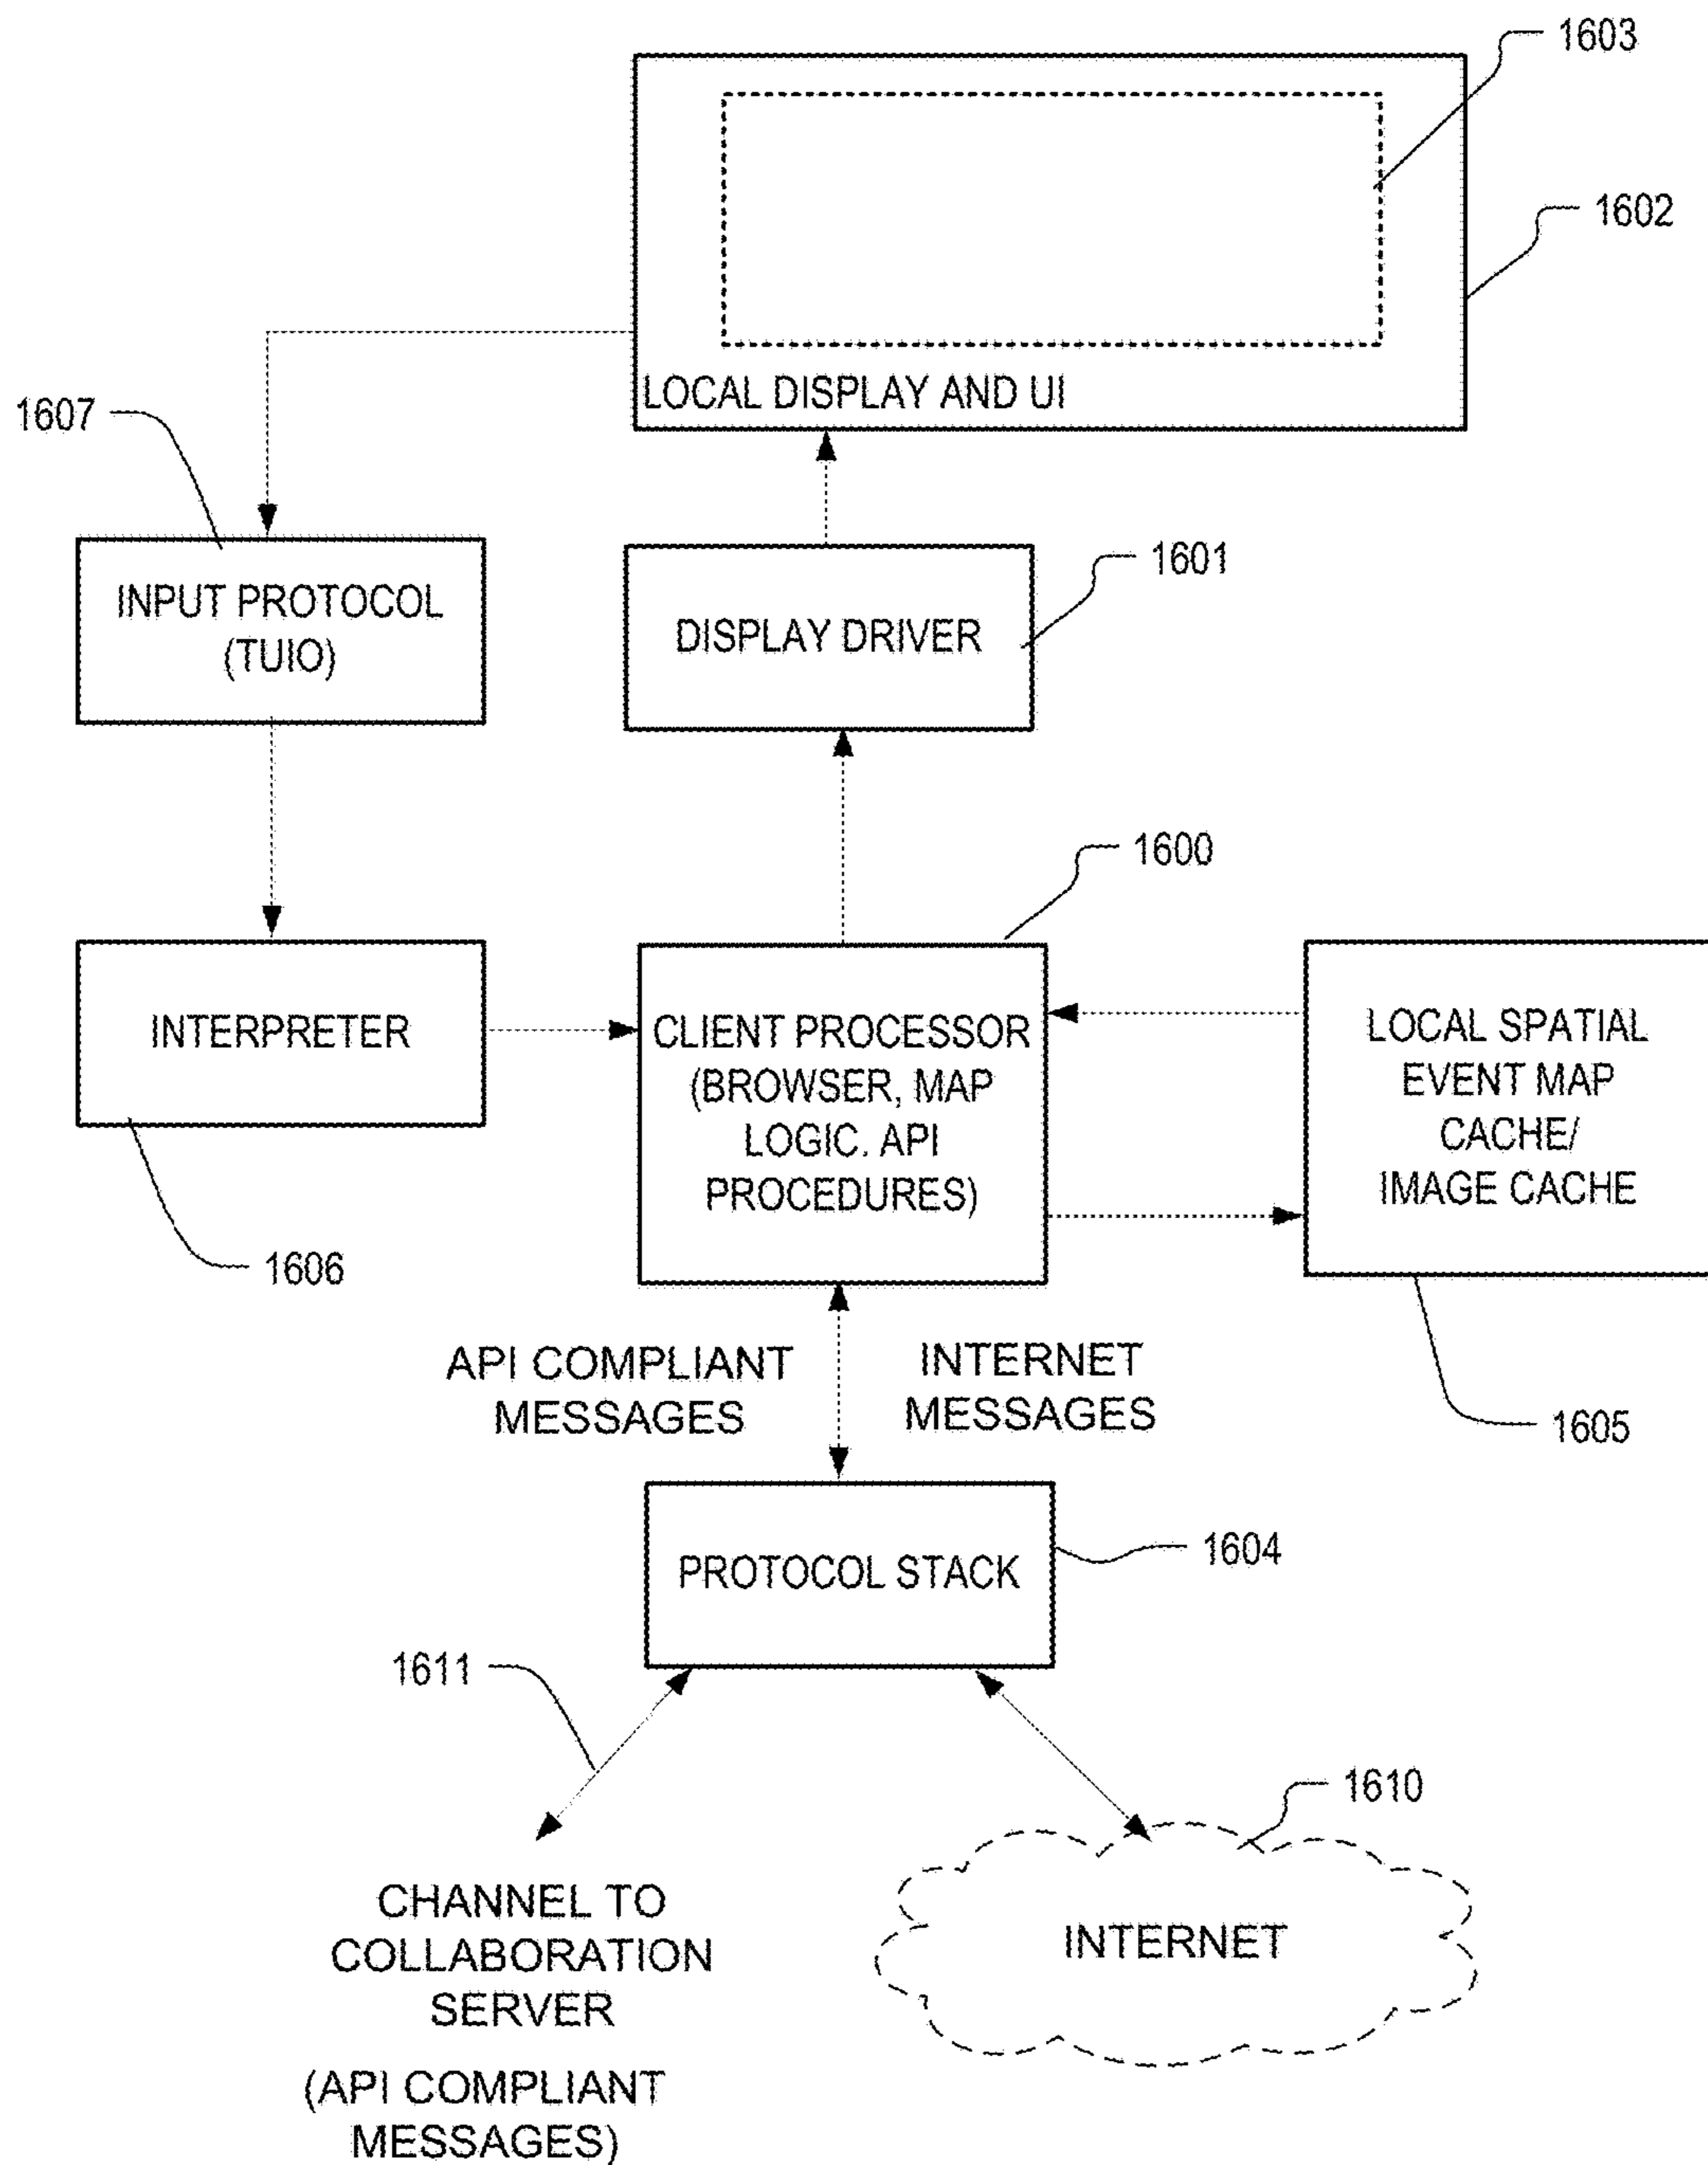 1603
1602
LOCAL DISPLAY AND UI
1607
INPUT PROTOCOL
(TUIO)
1601
DISPLAY DRIVER
1600
INTERPRETER
CLIENT PROCESSOR
(BROWSER, MAP
LOGIC. API
PROCEDURES)
LOCAL SPATIAL
EVENT MAP
CACHE/
IMAGE CACHE
1606
1605
API COMPLIANT
MESSAGES
INTERNET
MESSAGES
PROTOCOL STACK
1604
1611
1610
CHANNEL TO
COLLABORATION
SERVER
(API COMPLIANT
MESSAGES)
INTERNET